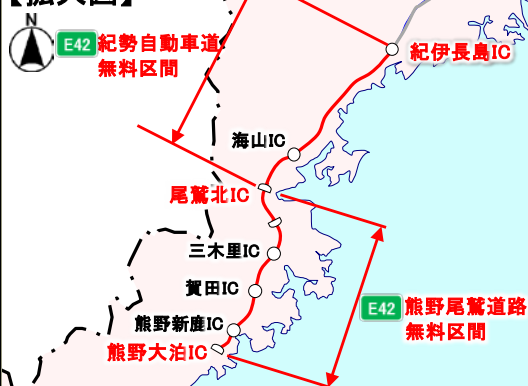 【拡大図】
N
E42 紀勢自動車道
無料区間
紀伊長島IC
海山IC
尾鷲北IC
三木里IC
賀田IC
E42 熊野尾鷲道路
無料区間
熊野新鹿IC
熊野大泊IC